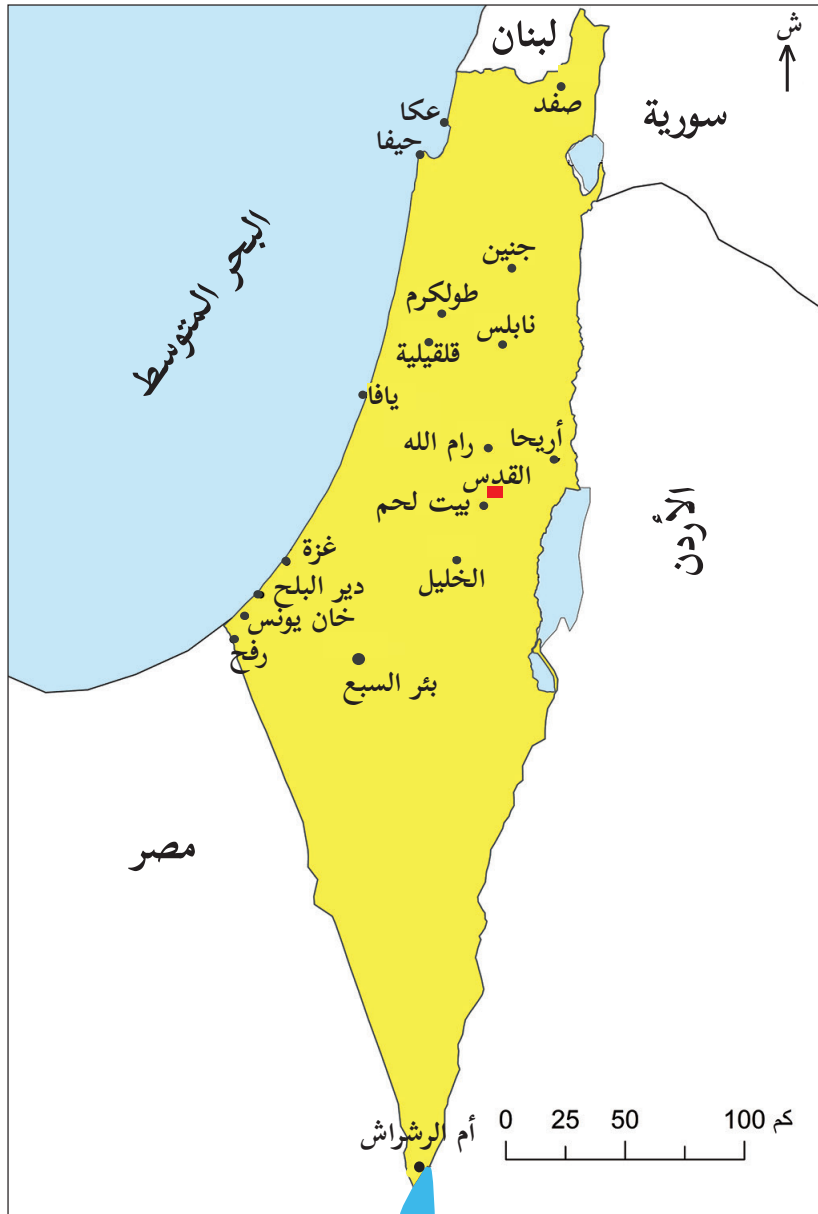 لبنان
ش
صفد
عكا
سورية
حيفا
البحر المتوسط
جنين
طولكرم
نابلس
قلقيلية
يافا
أريحا
رام الله
القدس
بيت لحم
الأردن
غزة
الخليل
دير البلح
خان يونس
رفح
بئر السبع
مصر
أم الرشراش
0 25 50 100 كم